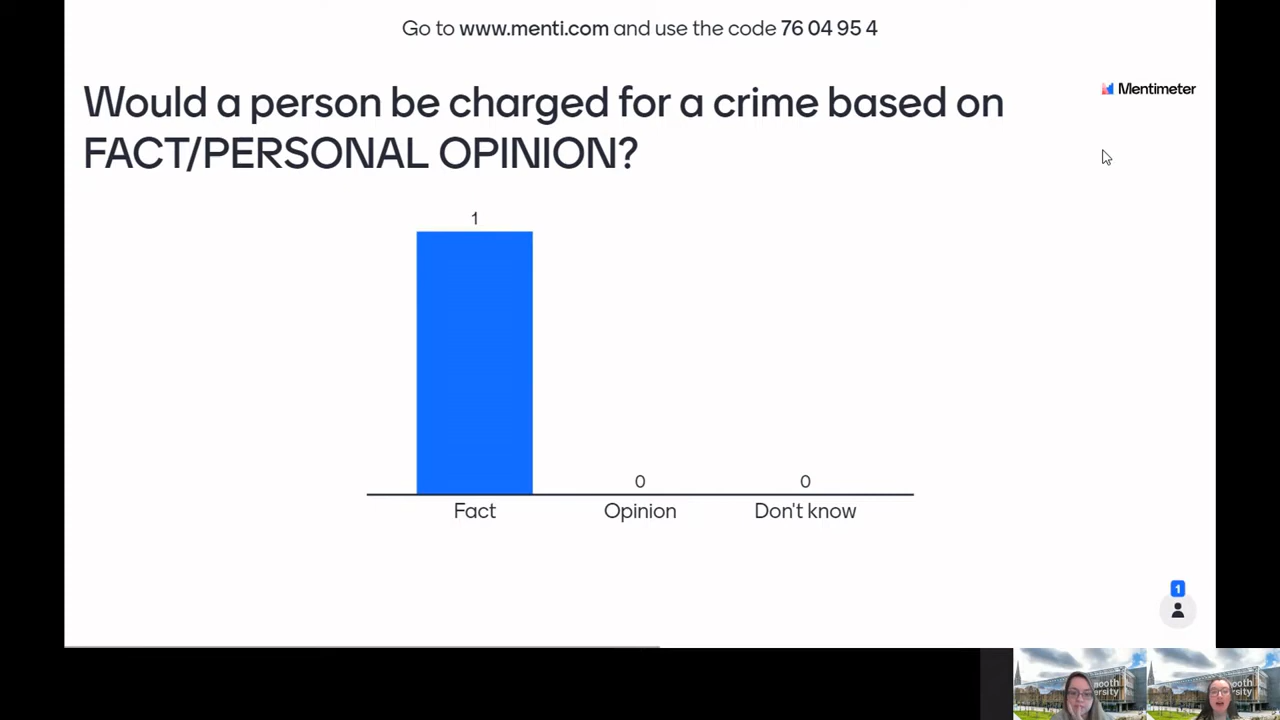 Go to www.menti.com and use the code 76 04 95 4
Would a person be charged for a crime based on
FACT/PERSONAL OPINION?
Mentimeter
1
0
0
Fact
Opinion
Don't know
1